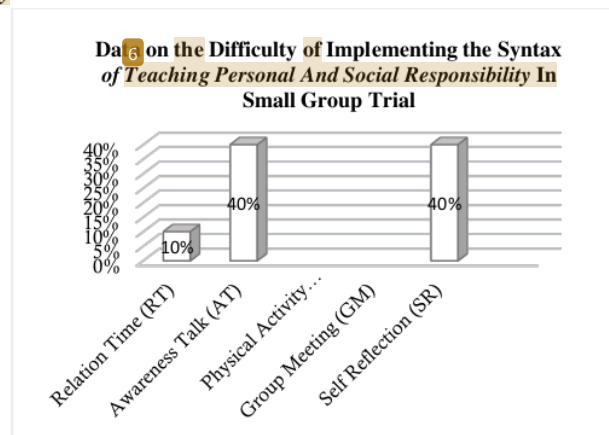 Data on the Difficulty of Implementing the Syntax
of Teaching Personal And Social Responsibility In
Small Group Trial
6
40%
35%
30%
25%
20%
15%
10%
5%
0%
10%
40%
40%
Relation Time (RT)
Awareness Talk (AT)
Physical Activity…
Group Meeting (GM)
Self Reflection (SR)